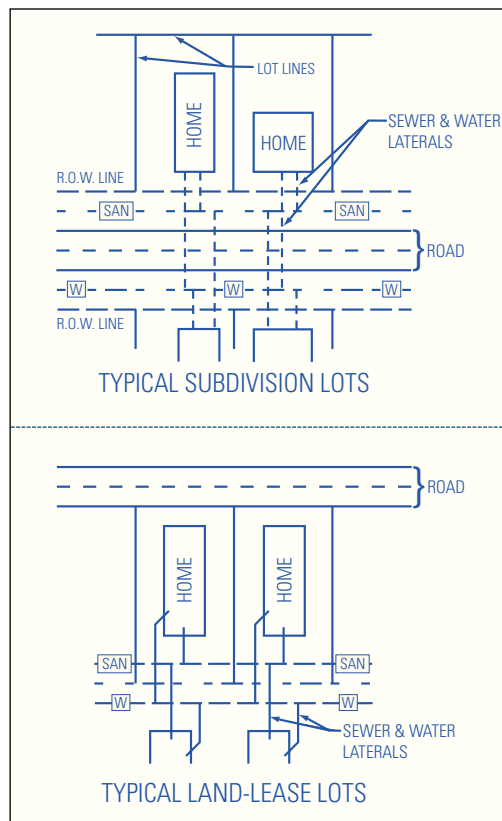 LOT LINES
HOME
HOME
SEWER & WATER
LATERALS
R.O.W. LINE
SAN
SAN
ROAD
W
W
W
R.O.W. LINE
TYPICAL SUBDIVISION LOTS
ROAD
HOME
HOME
SAN
SAN
W
W
SEWER & WATER
LATERALS
TYPICAL LAND-LEASE LOTS